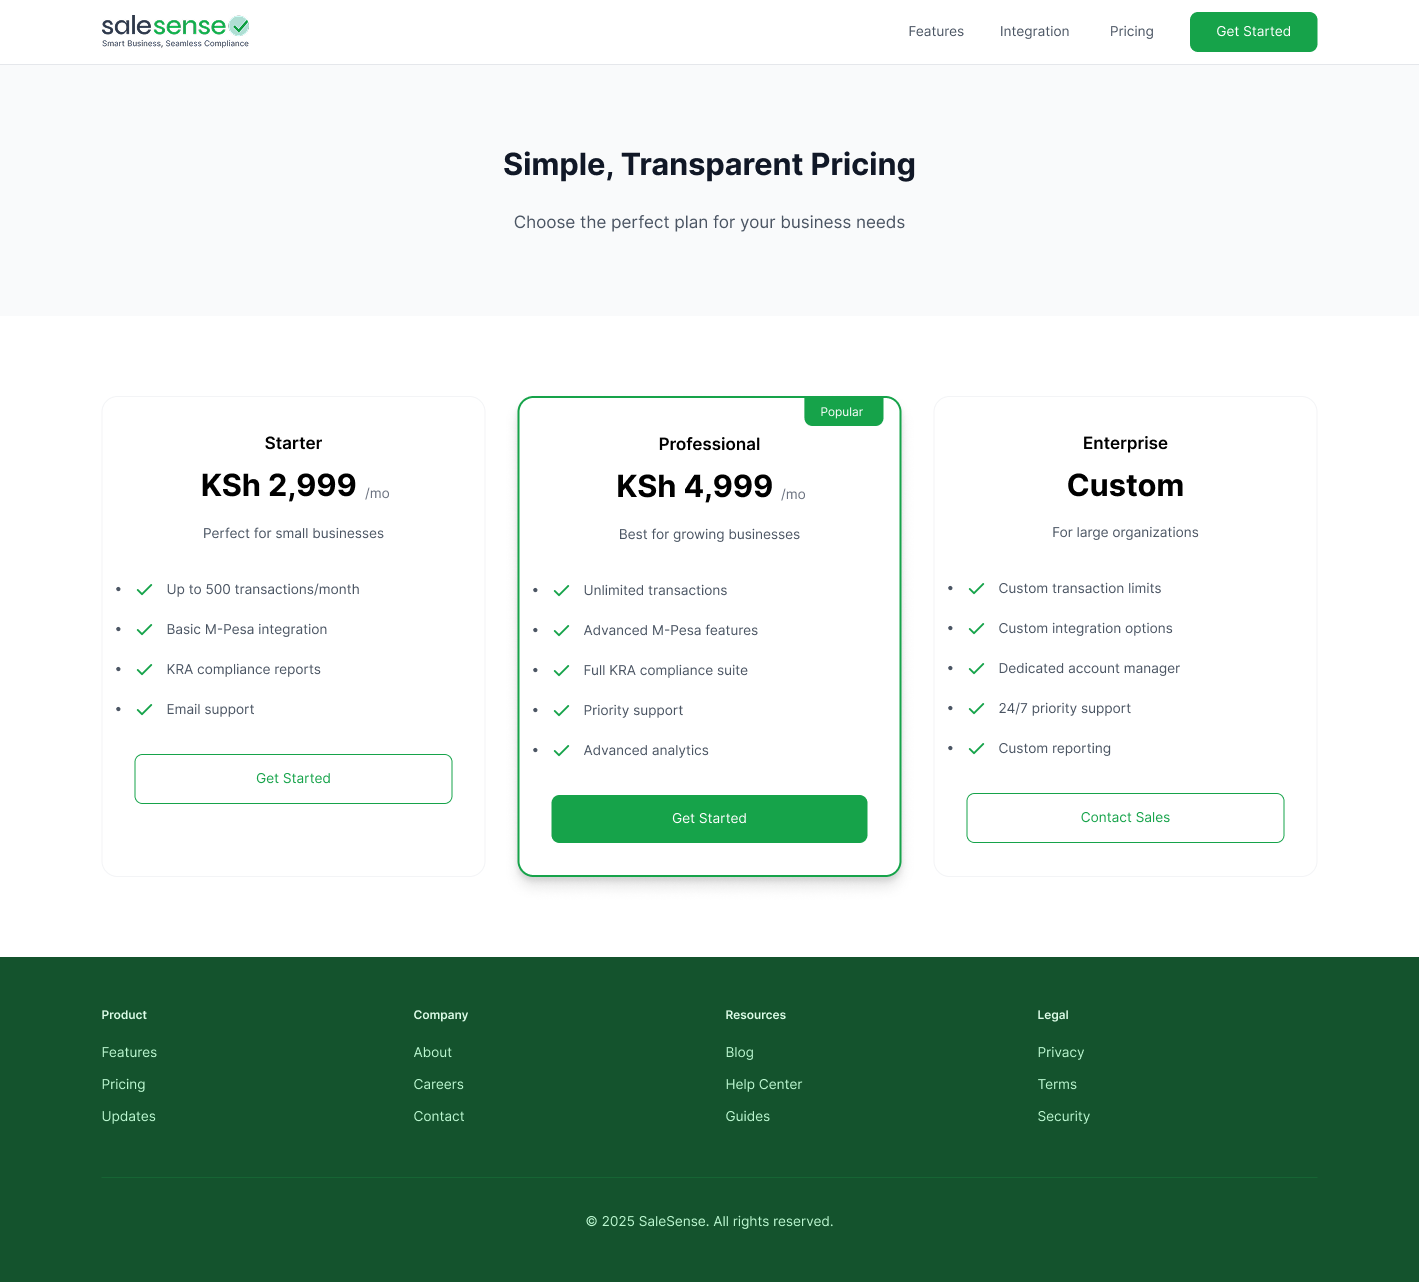 salesense
Smart Business, Seamless Compliance
Features
Integration
Pricing
Get Started
Simple, Transparent Pricing
Choose the perfect plan for your business needs
Starter
KSh 2,999 /mo
Perfect for small businesses
• Up to 500 transactions/month
• Basic M-Pesa integration
• KRA compliance reports
• Email support
Get Started
Popular
Professional
KSh 4,999 /mo
Best for growing businesses
• Unlimited transactions
• Advanced M-Pesa features
• Full KRA compliance suite
• Priority support
• Advanced analytics
Get Started
Enterprise
Custom
For large organizations
• Custom transaction limits
• Custom integration options
• Dedicated account manager
• 24/7 priority support
• Custom reporting
Contact Sales
Product
Features
Pricing
Updates
Company
About
Careers
Contact
Resources
Blog
Help Center
Guides
Legal
Privacy
Terms
Security
© 2025 SaleSense. All rights reserved.